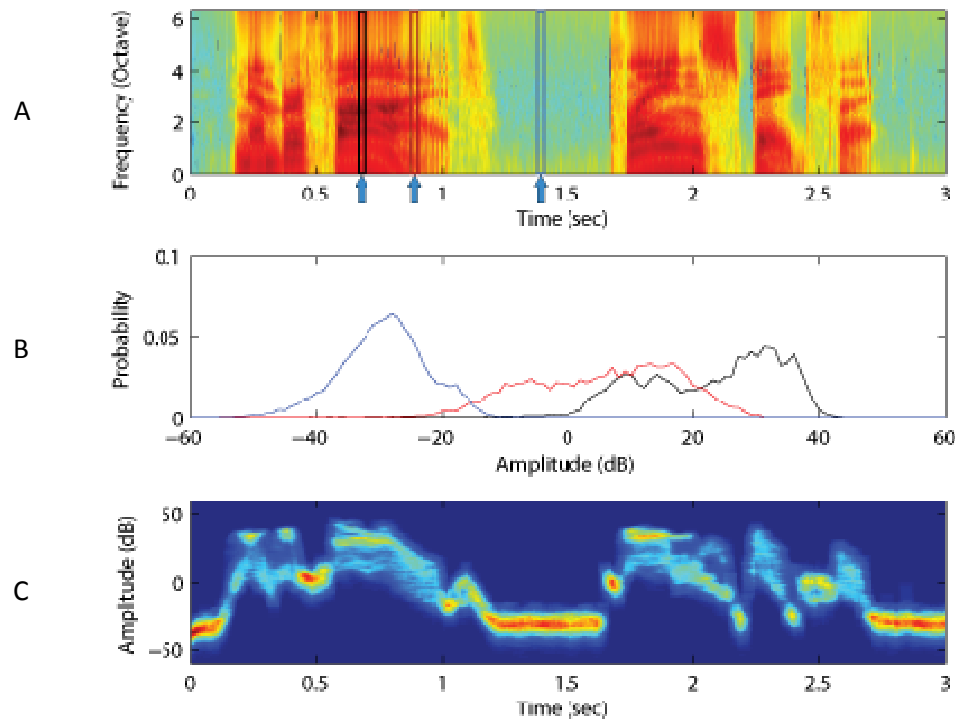 A
Frequency (Octave)
6
4
2
0
0 0.5 1 1.5 2 2.5 3
Time (sec)
B
Probability
0.1
0.05
0
−60 −40 −20 0 20 40 60
Amplitude (dB)
C
Amplitude (dB)
50
0
−50
0 0.5 1 1.5 2 2.5 3
Time (sec)